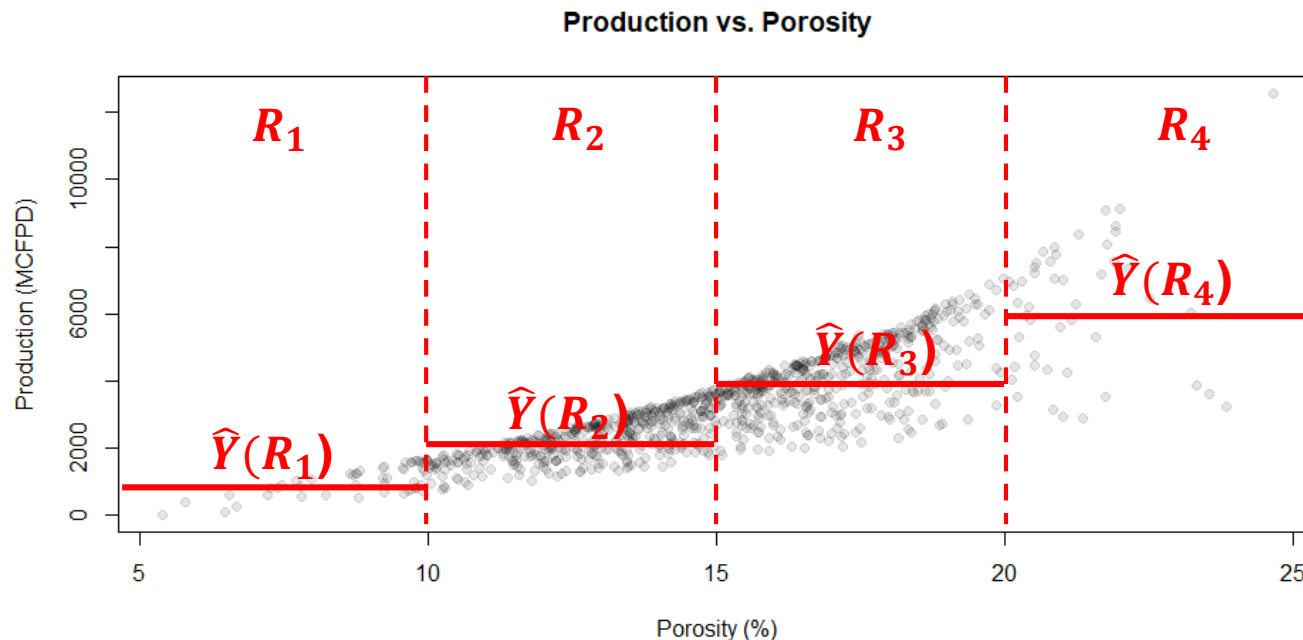 Production vs. Porosity
R₁ R₂ R₃ R₄
Production (MCFPD)
10000
6000
2000
0
Ŷ(R₁) Ŷ(R₂) Ŷ(R₃) Ŷ(R₄)
5 10 15 20 25
Porosity (%)